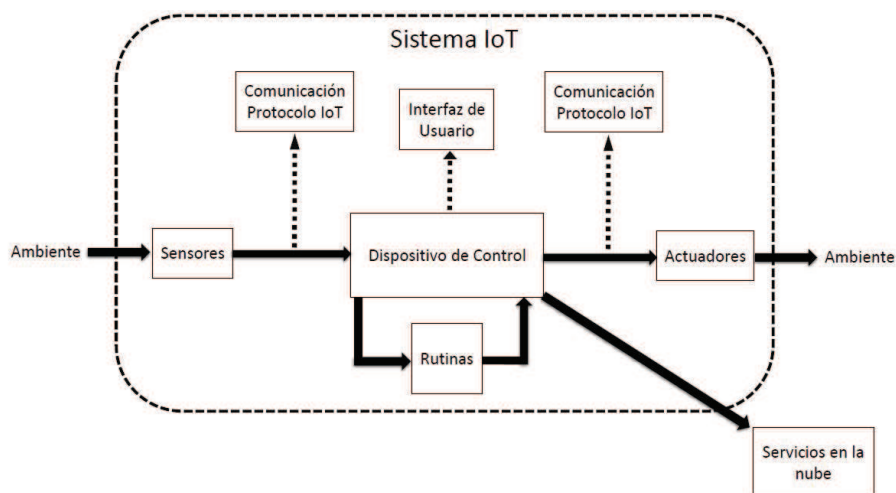 Sistema IoT
Comunicación
Protocolo IoT
Interfaz de
Usuario
Comunicación
Protocolo IoT
Ambiente
Sensores
Dispositivo de Control
Actuadores
Ambiente
Rutinas
Servicios en la
nube